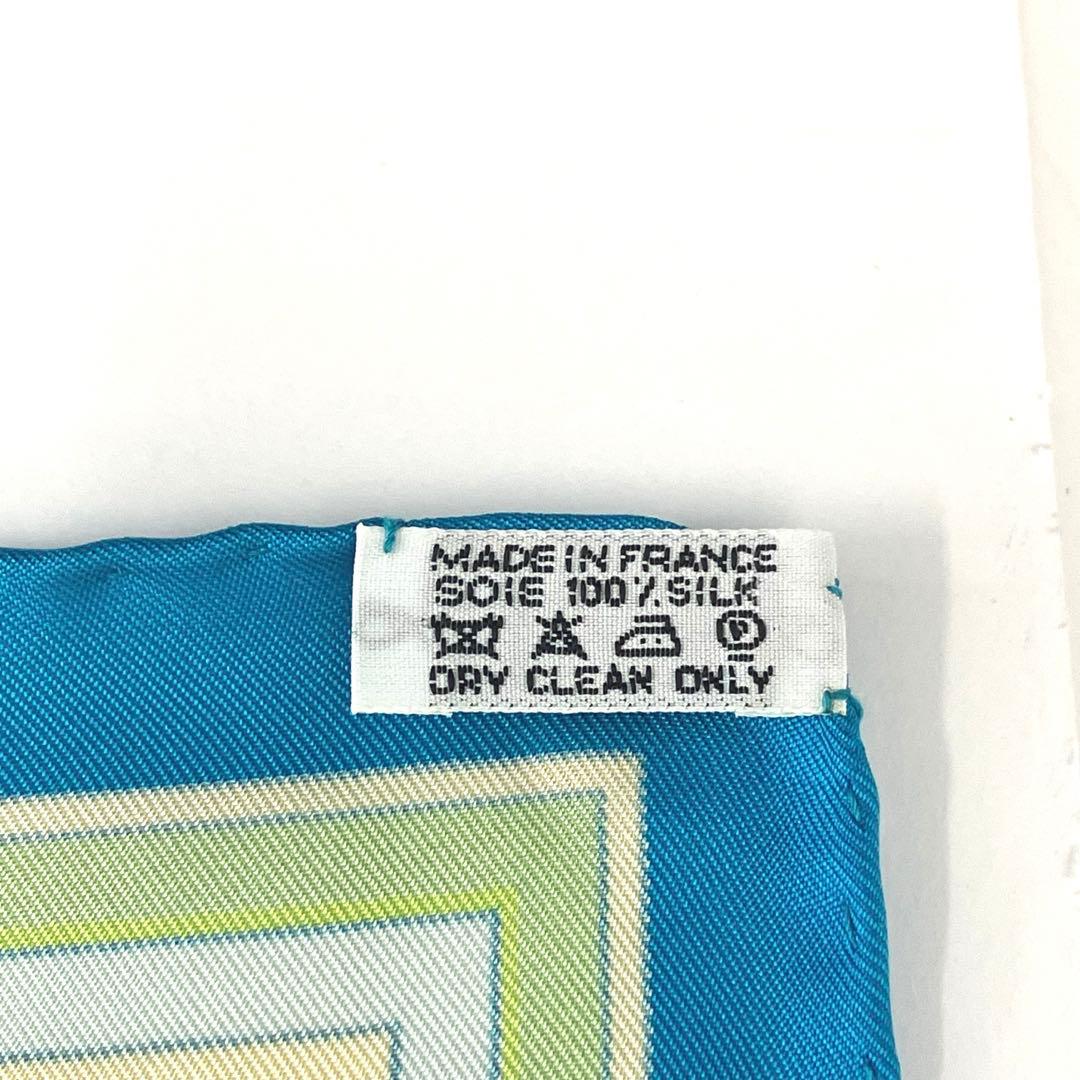 MADE IN FRANCE
SOIE 100% SILK
P
DRY CLEAN ONLY